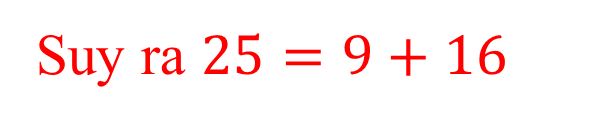 Suy ra 25 = 9 + 16